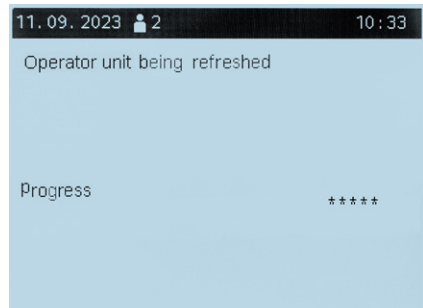 11.09.2023 2 10:33
Operator unit being refreshed
Progress
*****